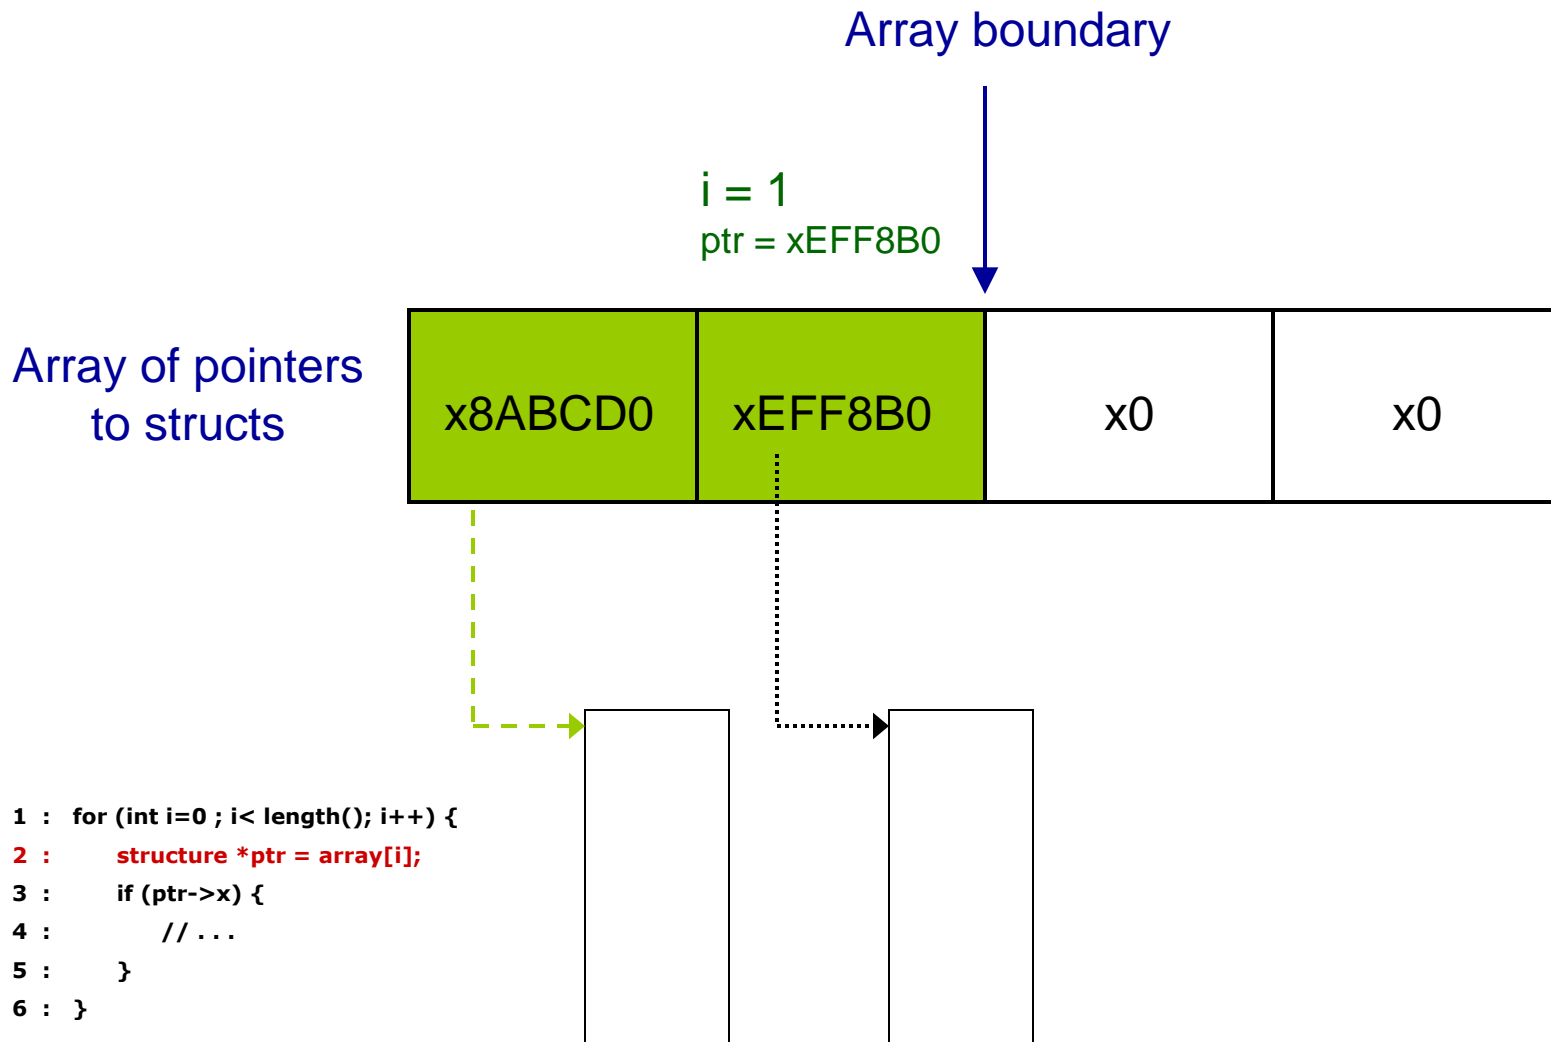 Array boundary
i = 1
ptr = xEFF8B0
Array of pointers
to structs
x8ABCD0 xEFF8B0 x0 x0
1 : for (int i=0 ; i< length(); i++) {
2 : structure *ptr = array[i];
3 : if (ptr->x) {
4 : // . . .
5 : }
6 : }